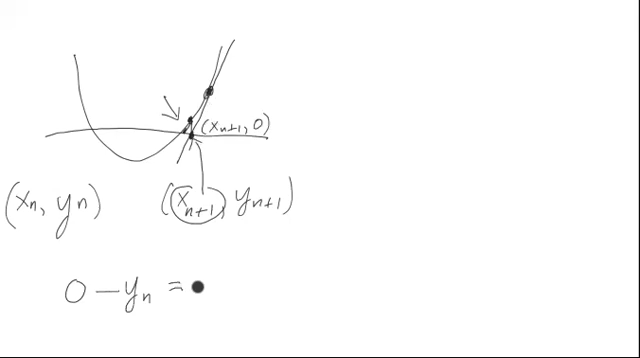 (xₙ₊₁, 0)
(xₙ, yₙ) (xₙ₊₁, yₙ₊₁)
0 — yₙ =